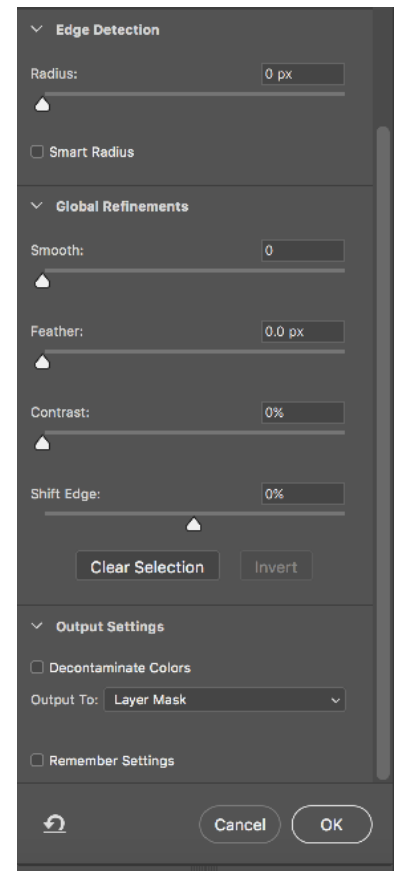 Edge Detection
Radius: 0 px
Smart Radius
Global Refinements
Smooth: 0
Feather: 0.0 px
Contrast: 0%
Shift Edge: 0%
Clear Selection Invert
Output Settings
Decontaminate Colors
Output To: Layer Mask
Remember Settings
Cancel OK